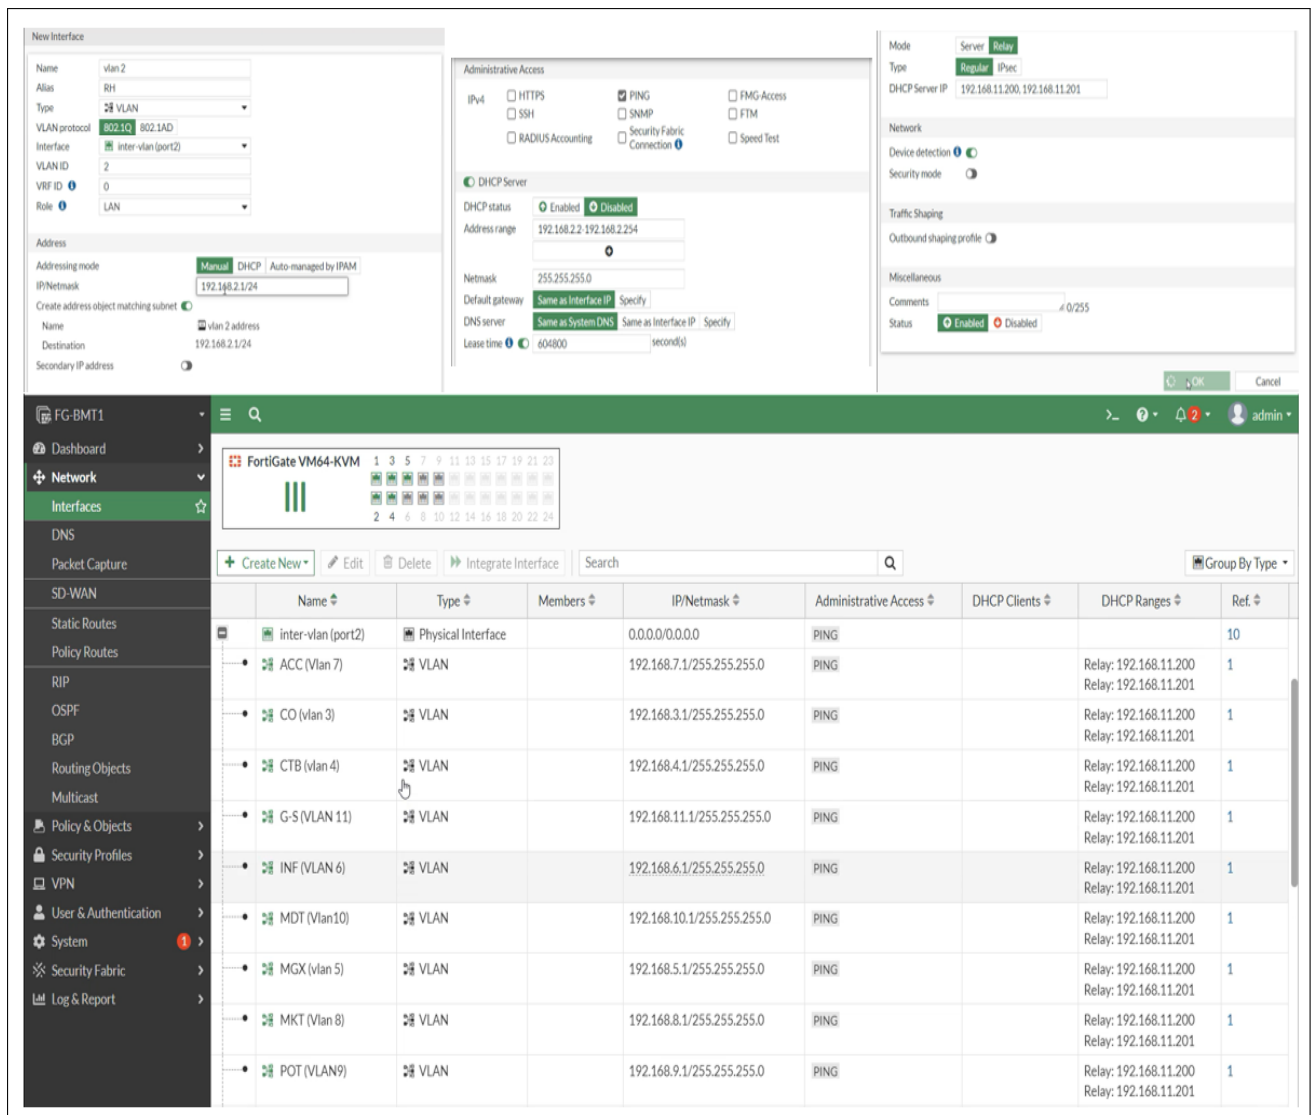 New Interface
Name vlan 2
Alias RH
Type VLAN
VLAN protocol 802.1Q 802.1AD
Interface inter-vlan (port2)
VLAN ID 2
VRF ID 0
Role LAN
Address
Addressing mode Manual DHCP Auto-managed by IPAM
IP/Netmask 192.168.2.1/24
Create address object matching subnet
Name vlan 2 address
Destination 192.168.2.1/24
Secondary IP address
Administrative Access
IPv4 HTTPS PING FMG-Access
SSH SNMP FTM
RADIUS Accounting Security Fabric Connection Speed Test
DHCP Server
DHCP status Enabled Disabled
Address range 192.168.2.2-192.168.2.254
Netmask 255.255.255.0
Default gateway Same as Interface IP Specify
DNS server Same as System DNS Same as Interface IP Specify
Lease time 604800 second(s)
Mode Server Relay
Type Regular IPsec
DHCP Server IP 192.168.11.200, 192.168.11.201
Network
Device detection
Security mode
Traffic Shaping
Outbound shaping profile
Miscellaneous
Comments 0/255
Status Enabled Disabled
OK Cancel
FG-BMT1
Dashboard
Network
Interfaces
DNS
Packet Capture
SD-WAN
Static Routes
Policy Routes
RIP
OSPF
BGP
Routing Objects
Multicast
Policy & Objects
Security Profiles
VPN
User & Authentication
System 1
Security Fabric
Log & Report
>_ ? 2 admin
FortiGate VM64-KVM 1 3 5 7 9 11 13 15 17 19 21 23
2 4 6 8 10 12 14 16 18 20 22 24
+ Create New Edit Delete Integrate Interface Search Group By Type
Name Type Members IP/Netmask Administrative Access DHCP Clients DHCP Ranges Ref.
inter-vlan (port2) Physical Interface 0.0.0.0/0.0.0.0 PING 10
ACC (Vlan 7) VLAN 192.168.7.1/255.255.255.0 PING Relay: 192.168.11.200 1
Relay: 192.168.11.201
CO (vlan 3) VLAN 192.168.3.1/255.255.255.0 PING Relay: 192.168.11.200 1
Relay: 192.168.11.201
CTB (vlan 4) VLAN 192.168.4.1/255.255.255.0 PING Relay: 192.168.11.200 1
Relay: 192.168.11.201
G-S (VLAN 11) VLAN 192.168.11.1/255.255.255.0 PING Relay: 192.168.11.200 1
Relay: 192.168.11.201
INF (VLAN 6) VLAN 192.168.6.1/255.255.255.0 PING Relay: 192.168.11.200 1
Relay: 192.168.11.201
MDT (Vlan10) VLAN 192.168.10.1/255.255.255.0 PING Relay: 192.168.11.200 1
Relay: 192.168.11.201
MGX (vlan 5) VLAN 192.168.5.1/255.255.255.0 PING Relay: 192.168.11.200 1
Relay: 192.168.11.201
MKT (Vlan 8) VLAN 192.168.8.1/255.255.255.0 PING Relay: 192.168.11.200 1
Relay: 192.168.11.201
POT (VLAN9) VLAN 192.168.9.1/255.255.255.0 PING Relay: 192.168.11.200 1
Relay: 192.168.11.201